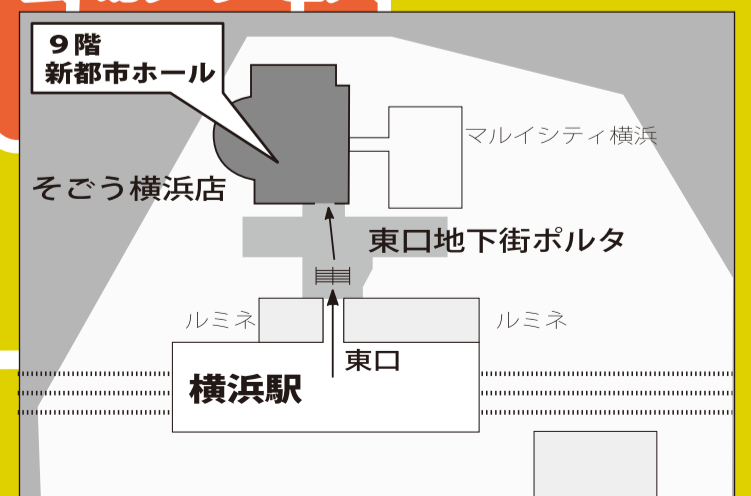 ９階
新都市ホール
マルイシティ横浜
そごう横浜店
東口地下街ポルタ
ルミネ
ルミネ
東口
横浜駅